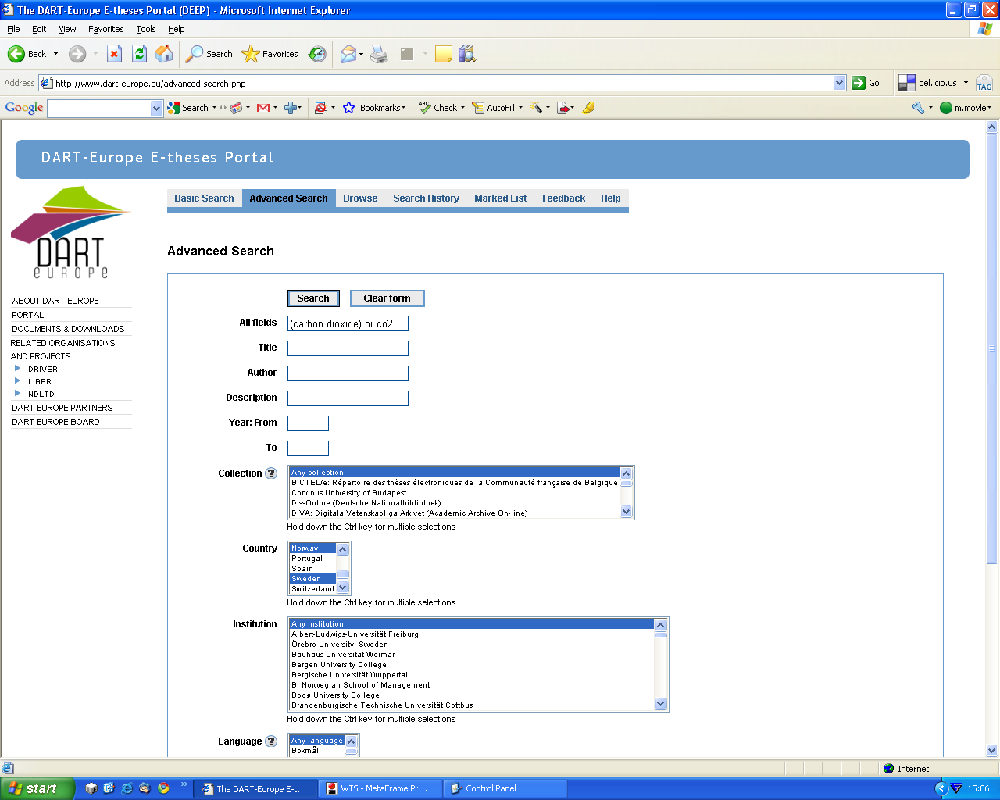 The DART-Europe E-theses Portal (DEEP) - Microsoft Internet Explorer
File Edit View Favorites Tools Help
Back Search Favorites
Address http://www.dart-europe.eu/advanced-search.php Go del.icio.us TAG
Google Search Bookmarks ABC Check AutoFill m.moyle
DART-Europe E-theses Portal
DART
europe
Basic Search Advanced Search Browse Search History Marked List Feedback Help
ABOUT DART-EUROPE
PORTAL
DOCUMENTS & DOWNLOADS
RELATED ORGANISATIONS
AND PROJECTS
DRIVER
LIBER
NDLTD
DART-EUROPE PARTNERS
DART-EUROPE BOARD
Advanced Search
Search Clear form
All fields (carbon dioxide) or co2
Title
Author
Description
Year: From
To
Collection ? Any collection
BICTEL/e: Répertoire des thèses électroniques de la Communauté française de Belgique
Corvinus University of Budapest
DissOnline (Deutsche Nationalbibliothek)
DIVA: Digitala Vetenskapliga Arkivet (Academic Archive On-line)
Hold down the Ctrl key for multiple selections
Country Norway
Portugal
Spain
Sweden
Switzerland
Hold down the Ctrl key for multiple selections
Institution Any institution
Albert-Ludwigs-Universität Freiburg
Örebro University, Sweden
Bauhaus-Universität Weimar
Bergen University College
Bergische Universität Wuppertal
BI Norwegian School of Management
Bodø University College
Brandenburgische Technische Universität Cottbus
Hold down the Ctrl key for multiple selections
Language ? Any language
Bokmål
Internet
start The DART-Europe E-t... WTS - MetaFrame Pr... Control Panel 15:06